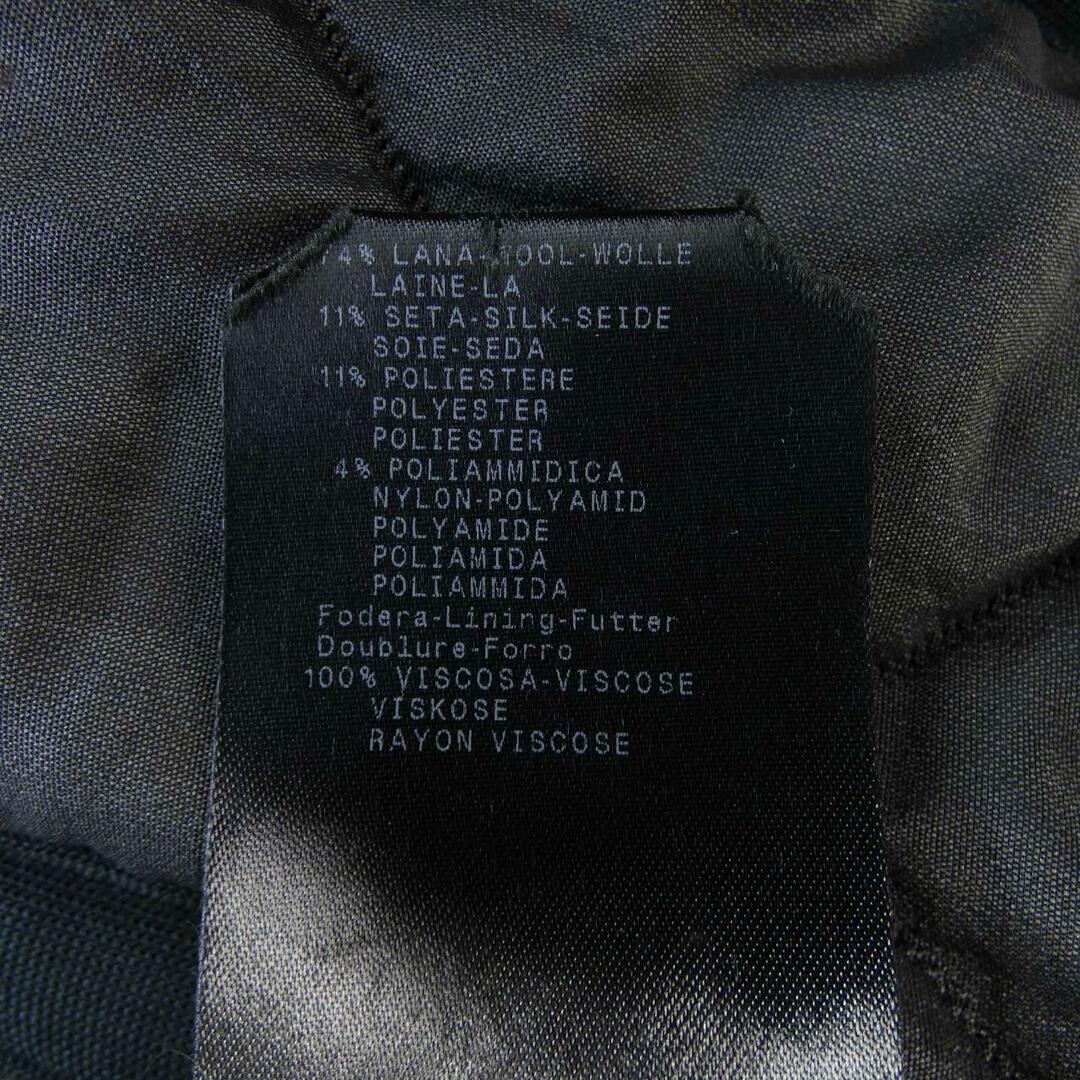 74% LANA-WOOL-WOLLE
LAINE-LA
11% SETA-SILK-SEIDE
SOIE-SEDA
11% POLIESTERE
POLYESTER
POLIESTER
4% POLIAMMIDICA
NYLON-POLYAMID
POLYAMIDE
POLIAMIDA
POLIAMMIDA
Fodera-Lining-Futter
Doublure-Forro
100% VISCOSA-VISCOSE
VISKOSE
RAYON VISCOSE